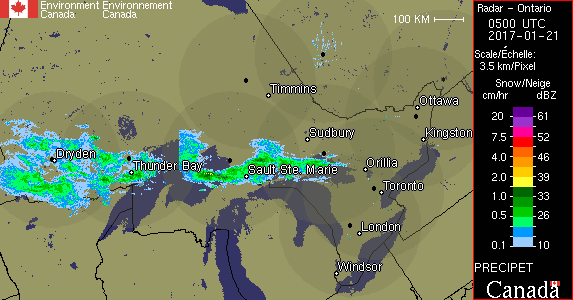 Environment Environnement
Canada Canada
100 KM
Timmins
Ottawa
Sudbury
Kingston
Dryden
Thunder Bay
Sault Ste. Marie
Orillia
Toronto
London
Windsor
Radar - Ontario
0500 UTC
2017-01-21
Scale/Échelle:
3.5 km/Pixel
Snow/Neige
cm/hr dBZ
20 61
7.5 52
4.0 46
2.0 39
1.0 33
0.5 26
0.1 10
PRECIPET
Canada